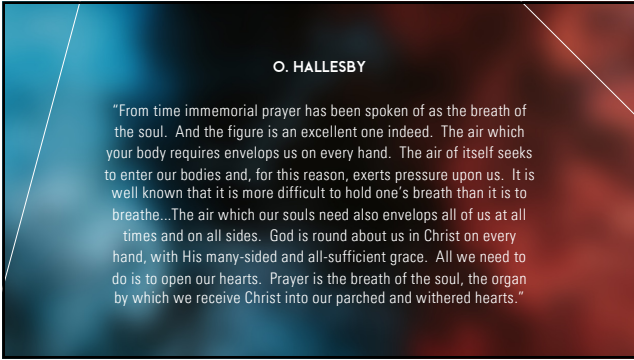 O. HALLESBY
“From time immemorial prayer has been spoken of as the breath of
the soul.  And the figure is an excellent one indeed.  The air which
your body requires envelops us on every hand.  The air of itself seeks
to enter our bodies and, for this reason, exerts pressure upon us.  It is
well known that it is more difficult to hold one’s breath than it is to
breathe...The air which our souls need also envelops all of us at all
times and on all sides.  God is round about us in Christ on every
hand, with His many-sided and all-sufficient grace.  All we need to
do is to open our hearts.  Prayer is the breath of the soul, the organ
by which we receive Christ into our parched and withered hearts.”